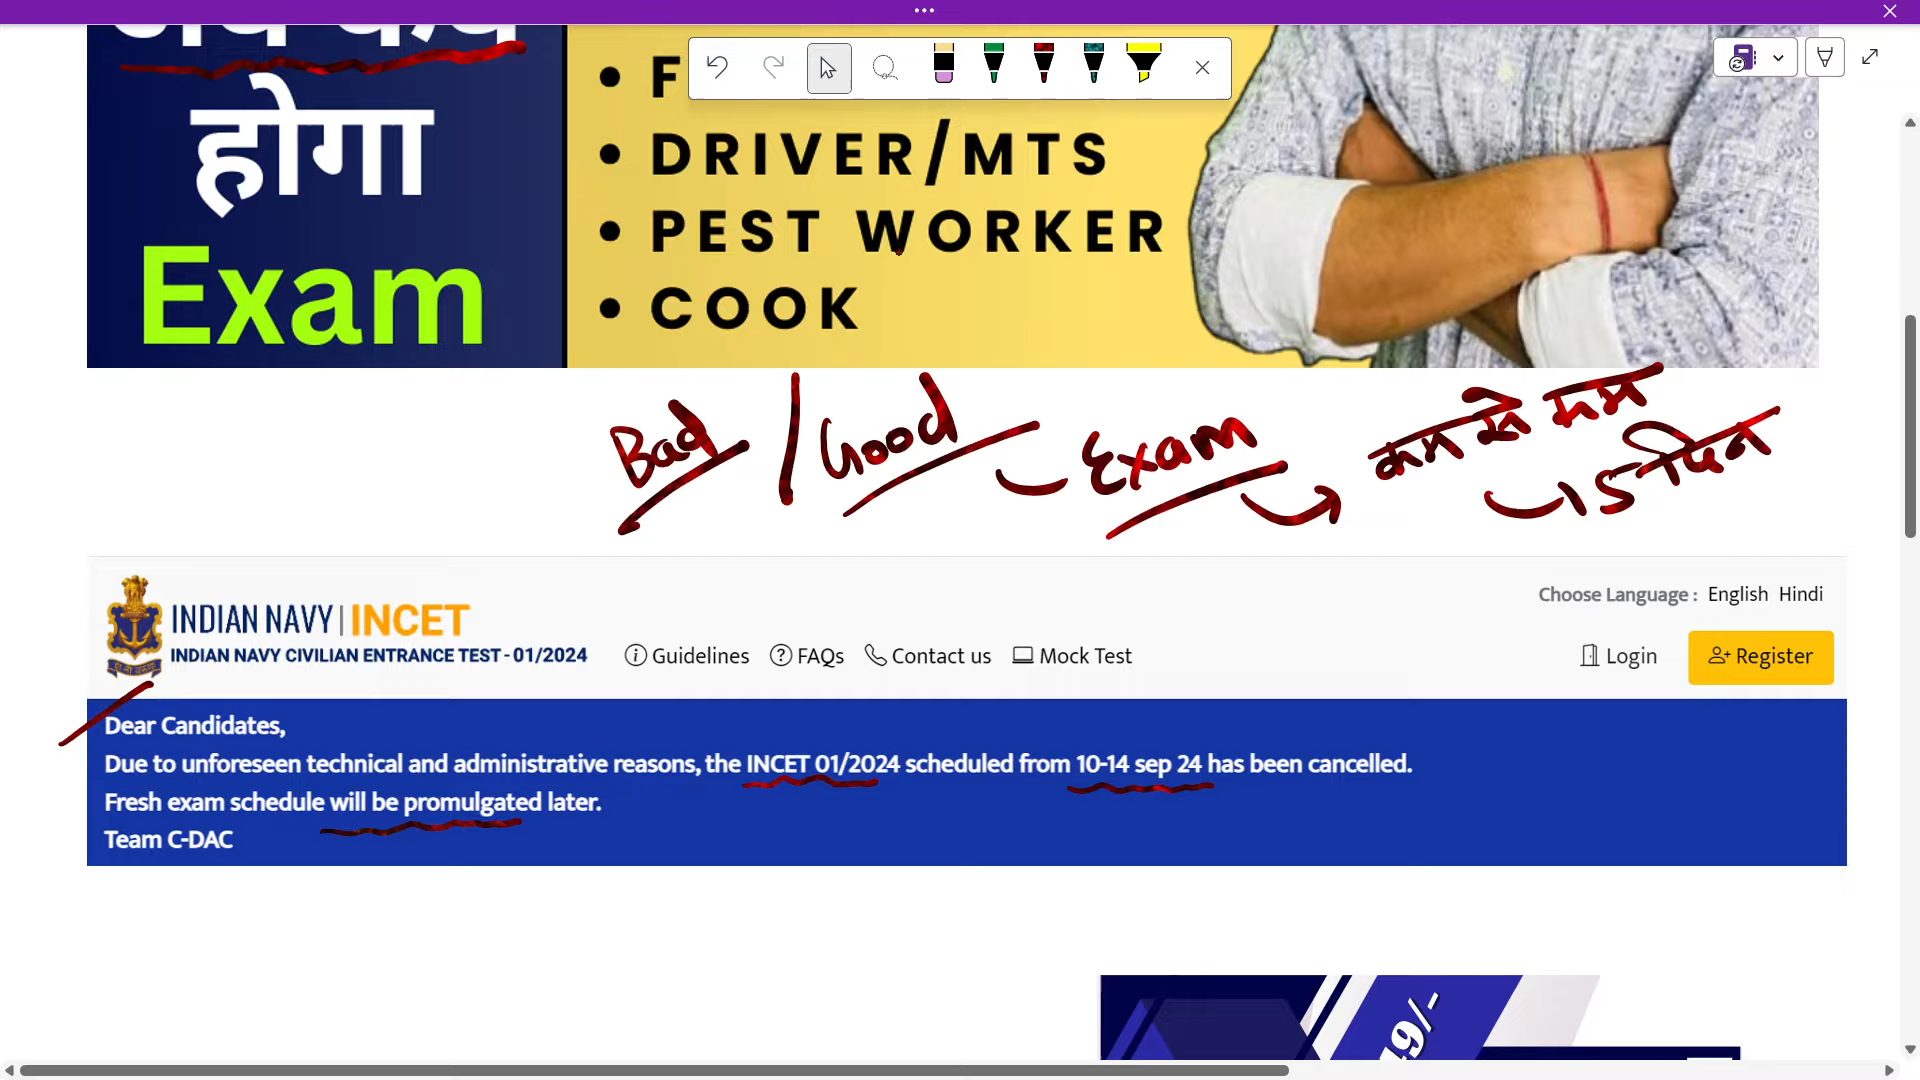 होगा
Exam
• F
• DRIVER/MTS
• PEST WORKER
• COOK
Bad / Good Exam कम से कम
15 दिन
INDIAN NAVY | INCET
INDIAN NAVY CIVILIAN ENTRANCE TEST - 01/2024
Guidelines FAQs Contact us Mock Test
Choose Language : English Hindi
Login Register
Dear Candidates,
Due to unforeseen technical and administrative reasons, the INCET 01/2024 scheduled from 10-14 sep 24 has been cancelled.
Fresh exam schedule will be promulgated later.
Team C-DAC